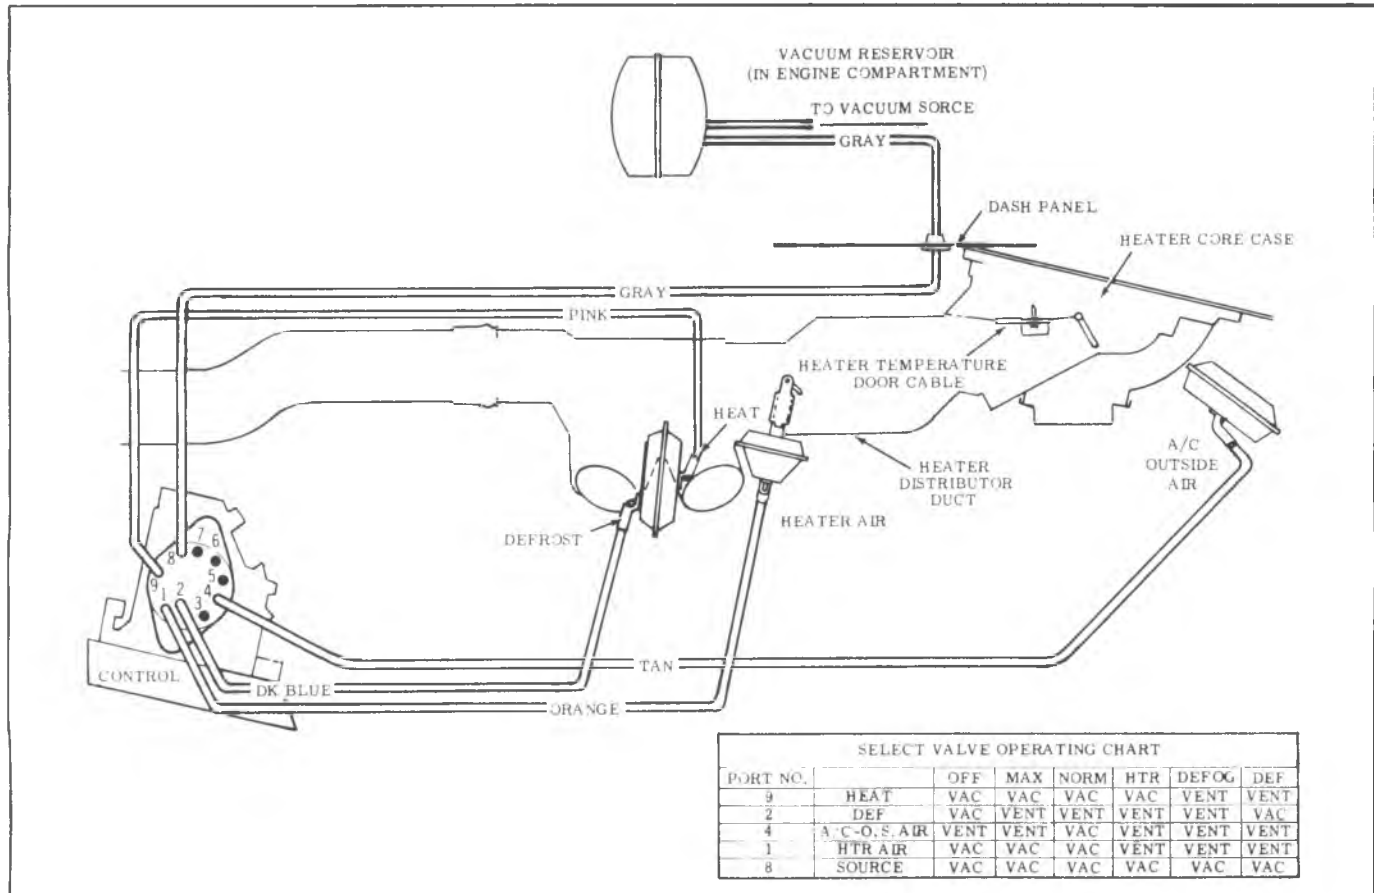 VACUUM RESERVOIR
(IN ENGINE COMPARTMENT)
TO VACUUM SORCE
GRAY
DASH PANEL
HEATER CORE CASE
GRAY
PINK
HEATER TEMPERATURE
DOOR CABLE
HEAT
A/C
OUTSIDE
AIR
HEATER
DISTRIBUTOR
DUCT
HEATER AIR
DEFROST
7
6
8
5
9
2
4
1
3
CONTROL
TAN
DK BLUE
ORANGE
SELECT VALVE OPERATING CHART
PORT NO. OFF MAX NORM HTR DEFOG DEF
9 HEAT VAC VAC VAC VAC VENT VENT
2 DEF VAC VENT VENT VENT VENT VAC
4 A/C-O.S. AIR VENT VENT VAC VENT VENT VENT
1 HTR AIR VAC VAC VAC VENT VENT VENT
8 SOURCE VAC VAC VAC VAC VAC VAC